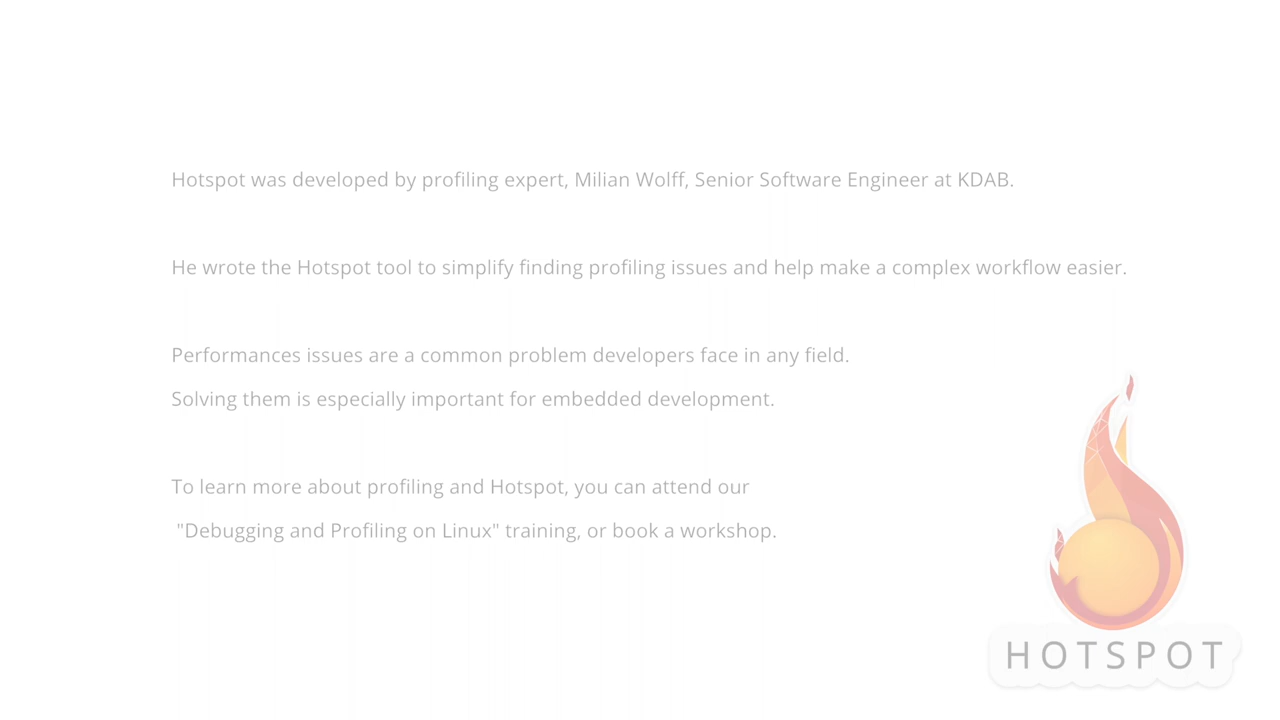 Hotspot was developed by profiling expert, Milian Wolff, Senior Software Engineer at KDAB.
He wrote the Hotspot tool to simplify finding profiling issues and help make a complex workflow easier.
Performances issues are a common problem developers face in any field.
Solving them is especially important for embedded development.
To learn more about profiling and Hotspot, you can attend our
"Debugging and Profiling on Linux" training, or book a workshop.
HOTSPOT